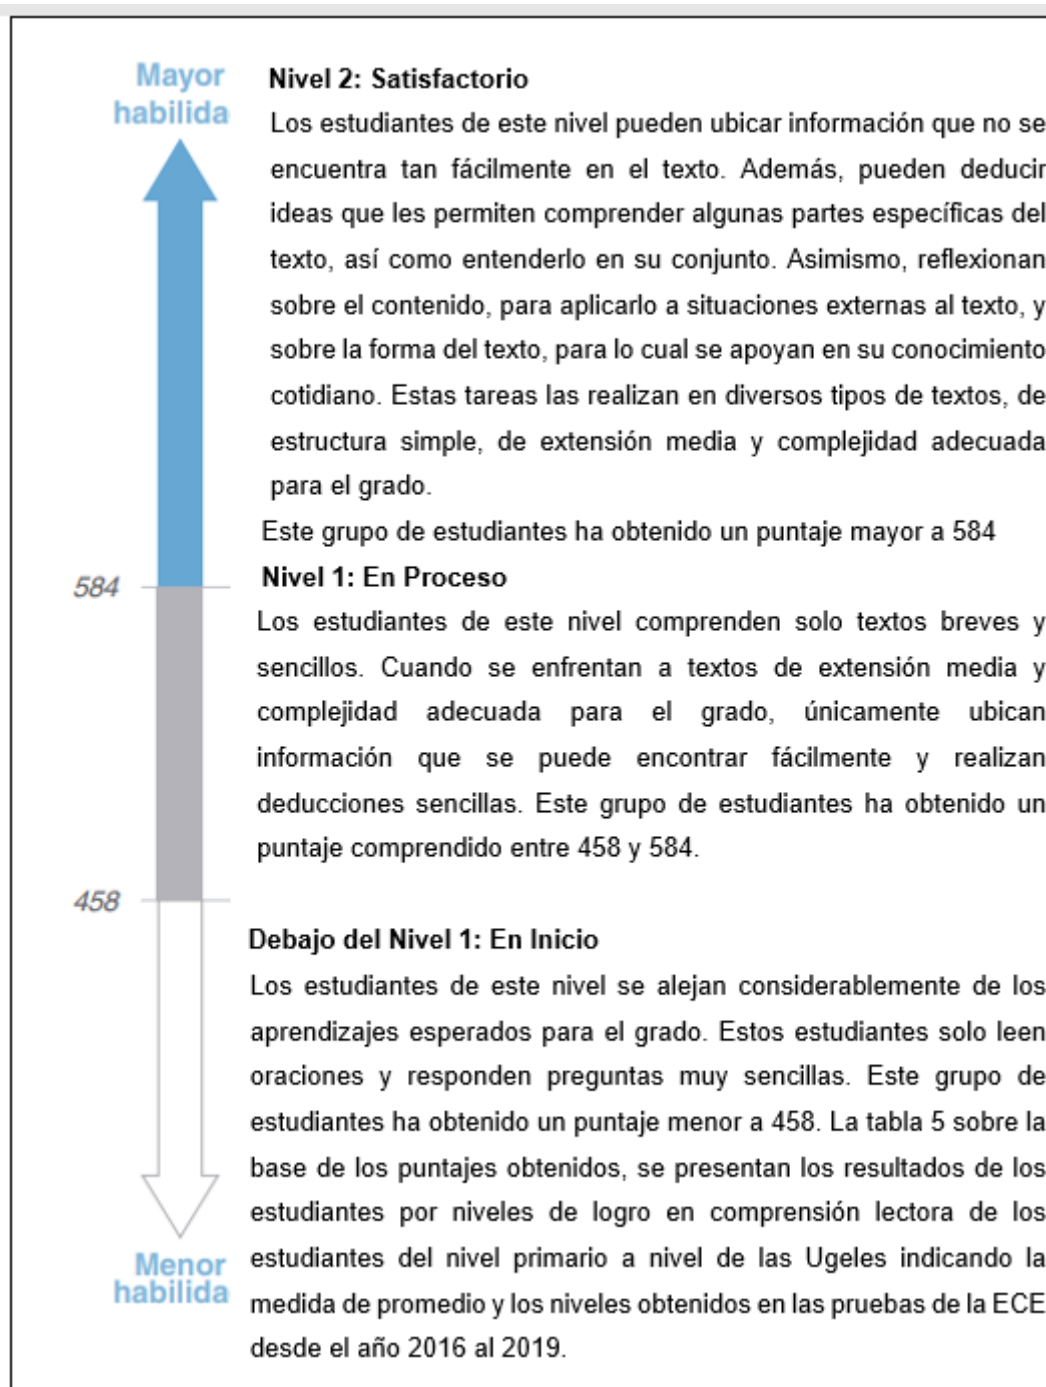 Mayor
habilida
Nivel 2: Satisfactorio
Los estudiantes de este nivel pueden ubicar información que no se
encuentra tan fácilmente en el texto. Además, pueden deducir
ideas que les permiten comprender algunas partes específicas del
texto, así como entenderlo en su conjunto. Asimismo, reflexionan
sobre el contenido, para aplicarlo a situaciones externas al texto, y
sobre la forma del texto, para lo cual se apoyan en su conocimiento
cotidiano. Estas tareas las realizan en diversos tipos de textos, de
estructura simple, de extensión media y complejidad adecuada
para el grado.
Este grupo de estudiantes ha obtenido un puntaje mayor a 584
584
Nivel 1: En Proceso
Los estudiantes de este nivel comprenden solo textos breves y
sencillos. Cuando se enfrentan a textos de extensión media y
complejidad adecuada para el grado, únicamente ubican
información que se puede encontrar fácilmente y realizan
deducciones sencillas. Este grupo de estudiantes ha obtenido un
puntaje comprendido entre 458 y 584.
458
Debajo del Nivel 1: En Inicio
Los estudiantes de este nivel se alejan considerablemente de los
aprendizajes esperados para el grado. Estos estudiantes solo leen
oraciones y responden preguntas muy sencillas. Este grupo de
estudiantes ha obtenido un puntaje menor a 458. La tabla 5 sobre la
base de los puntajes obtenidos, se presentan los resultados de los
estudiantes por niveles de logro en comprensión lectora de los
estudiantes del nivel primario a nivel de las Ugeles indicando la
medida de promedio y los niveles obtenidos en las pruebas de la ECE
desde el año 2016 al 2019.
Menor
habilida